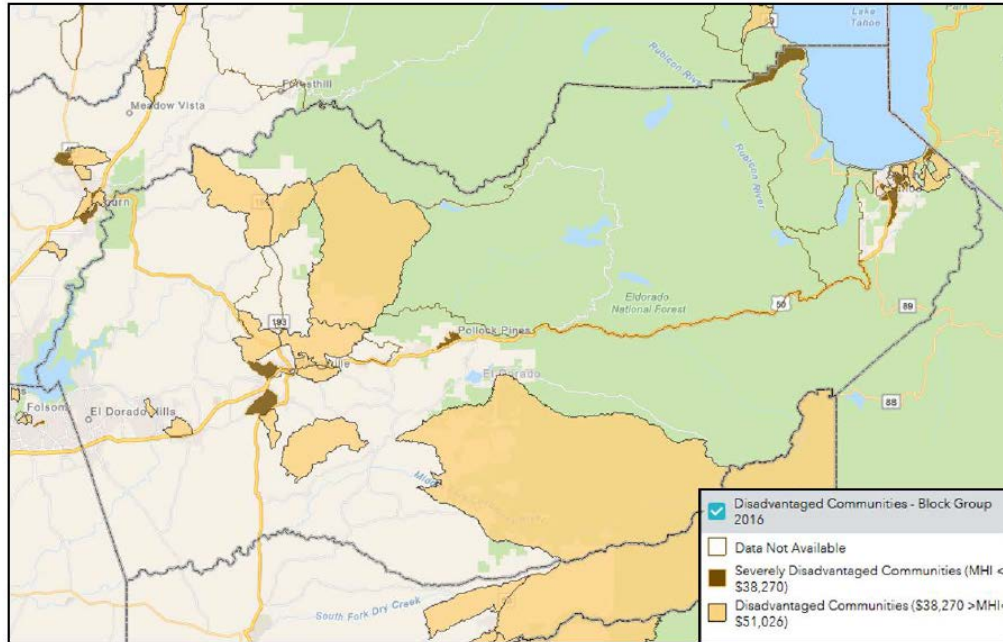 Lake
Tahoe
Park
89
Rubicon River
Foresthill
Meadow Vista
Rubicon River
193
Eldorado
National Forest
50
89
Pollock Pines
El Dorado
Folsom
El Dorado Hills
88
South Fork Dry Creek
Disadvantaged Communities - Block Group
2016
Data Not Available
Severely Disadvantaged Communities (MHI <
$38,270)
Disadvantaged Communities ($38,270 >MHI<
$51,026)